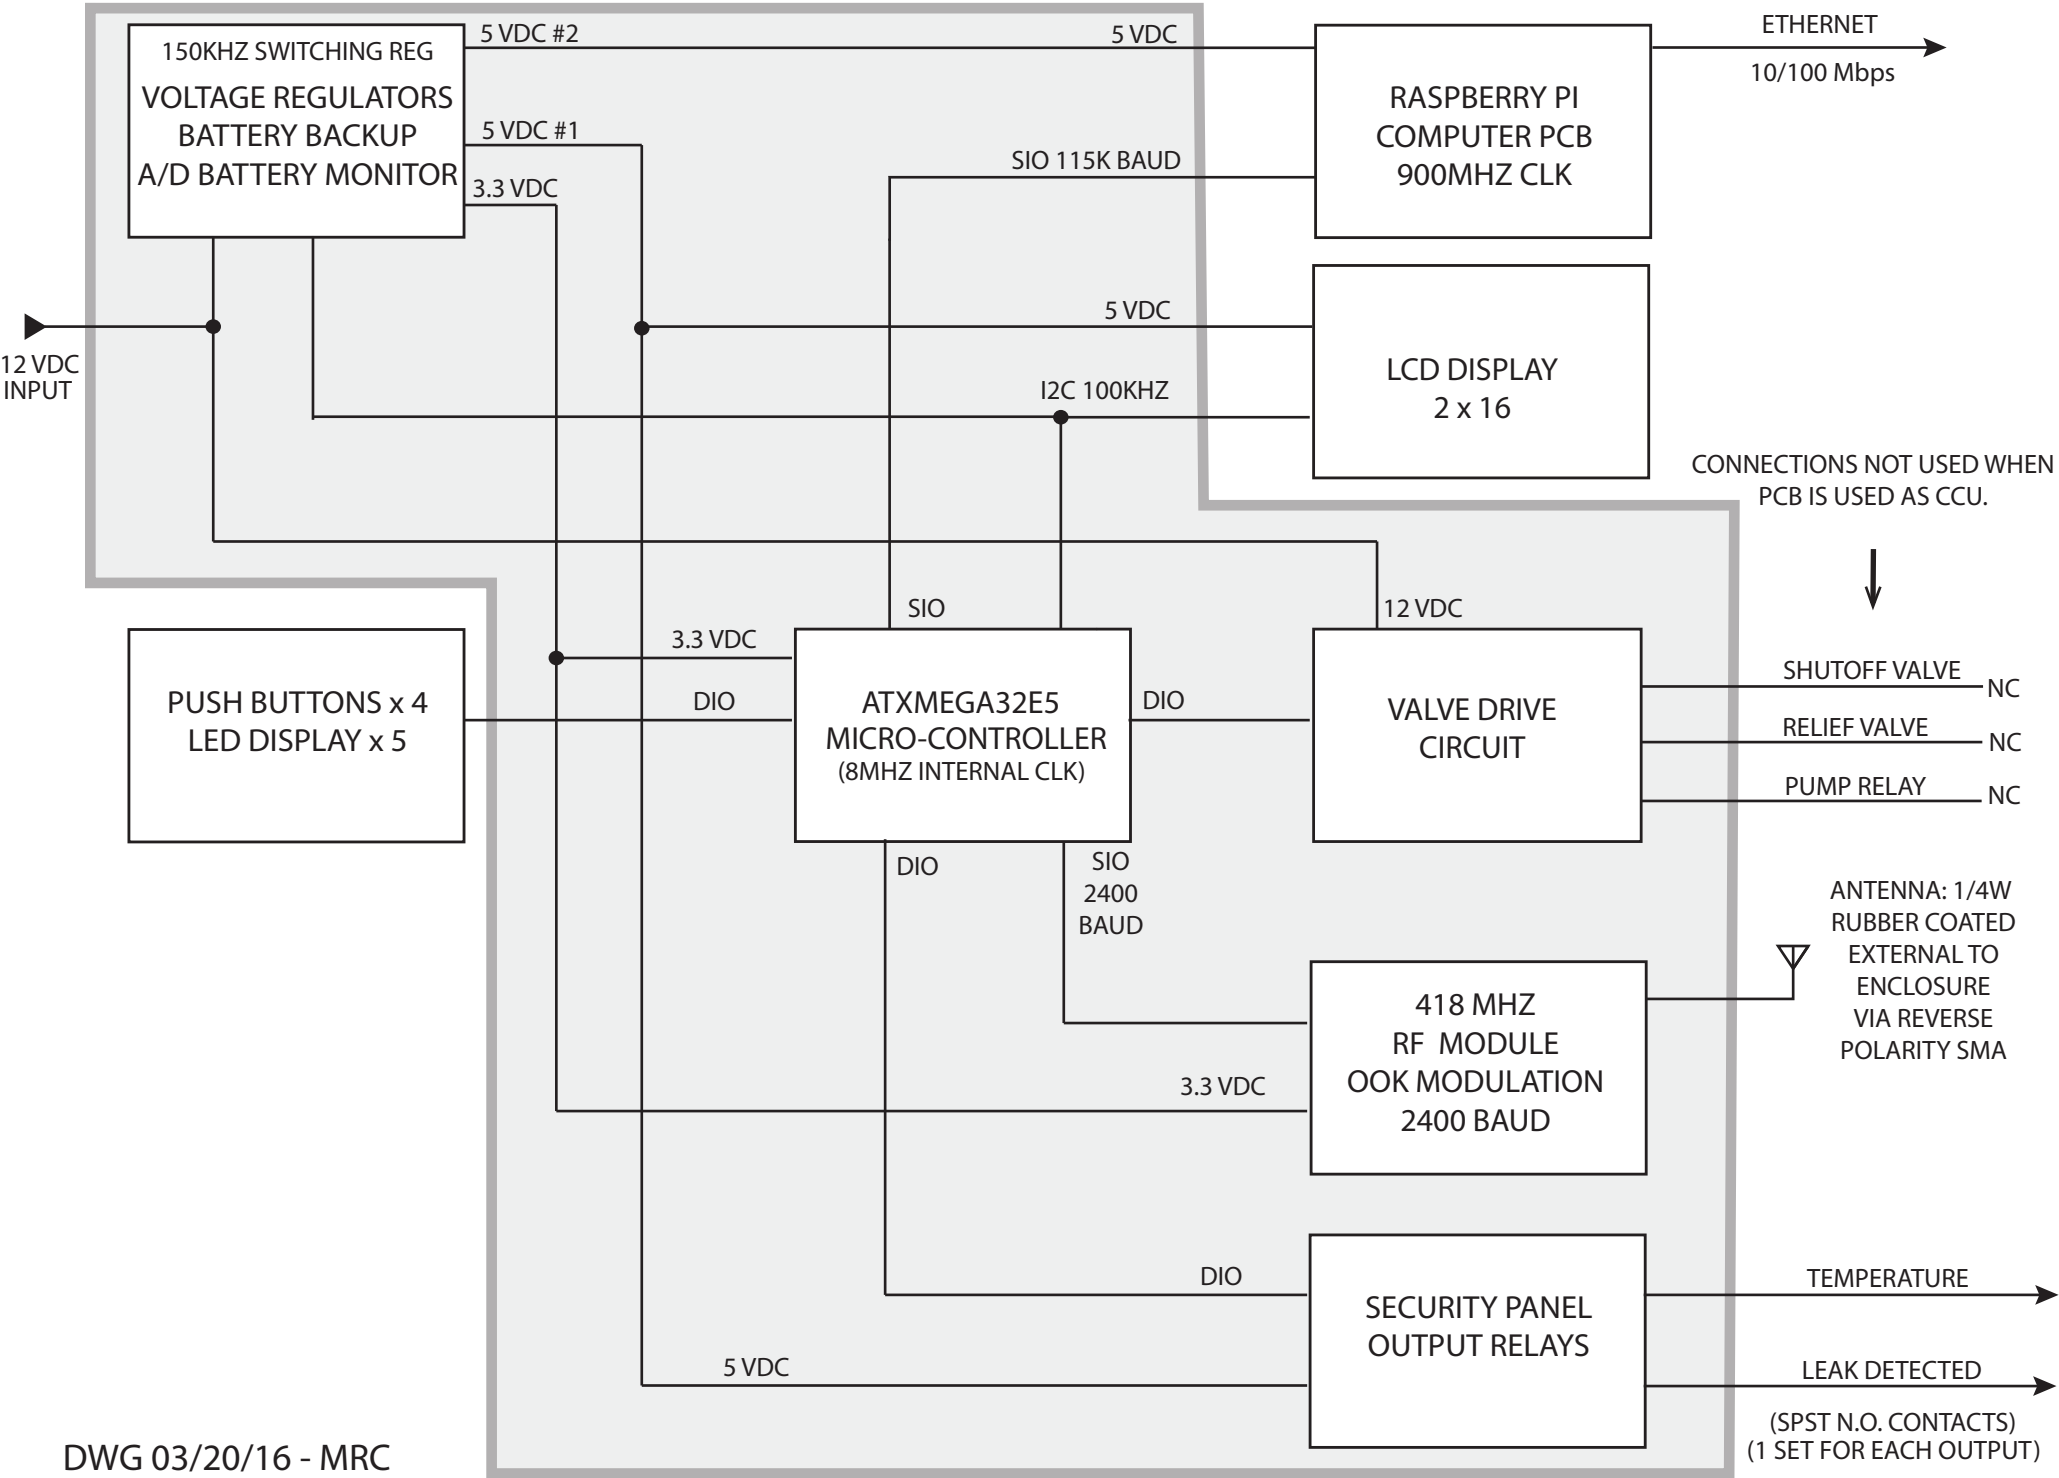 5 VDC #2
5 VDC
ETHERNET
10/100 Mbps
150KHZ SWITCHING REG
VOLTAGE REGULATORS
BATTERY BACKUP
A/D BATTERY MONITOR
5 VDC #1
3.3 VDC
SIO 115K BAUD
RASPBERRY PI
COMPUTER PCB
900MHZ CLK
12 VDC
INPUT
5 VDC
I2C 100KHZ
LCD DISPLAY
2 x 16
CONNECTIONS NOT USED WHEN
PCB IS USED AS CCU.
SIO
12 VDC
3.3 VDC
DIO
PUSH BUTTONS x 4
LED DISPLAY x 5
ATXMEGA32E5
MICRO-CONTROLLER
(8MHZ INTERNAL CLK)
DIO
VALVE DRIVE
CIRCUIT
SHUTOFF VALVE
NC
RELIEF VALVE
NC
PUMP RELAY
NC
DIO
SIO
2400
BAUD
ANTENNA: 1/4W
RUBBER COATED
EXTERNAL TO
ENCLOSURE
VIA REVERSE
POLARITY SMA
418 MHZ
RF MODULE
OOK MODULATION
2400 BAUD
3.3 VDC
DIO
SECURITY PANEL
OUTPUT RELAYS
TEMPERATURE
5 VDC
LEAK DETECTED
(SPST N.O. CONTACTS)
(1 SET FOR EACH OUTPUT)
DWG 03/20/16 - MRC